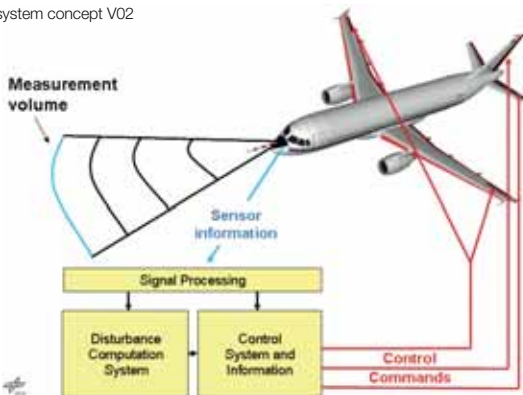 system concept V02
Measurement
volume
Sensor
information
Signal Processing
Disturbance
Computation
System
Control
System and
Information
Control
Commands